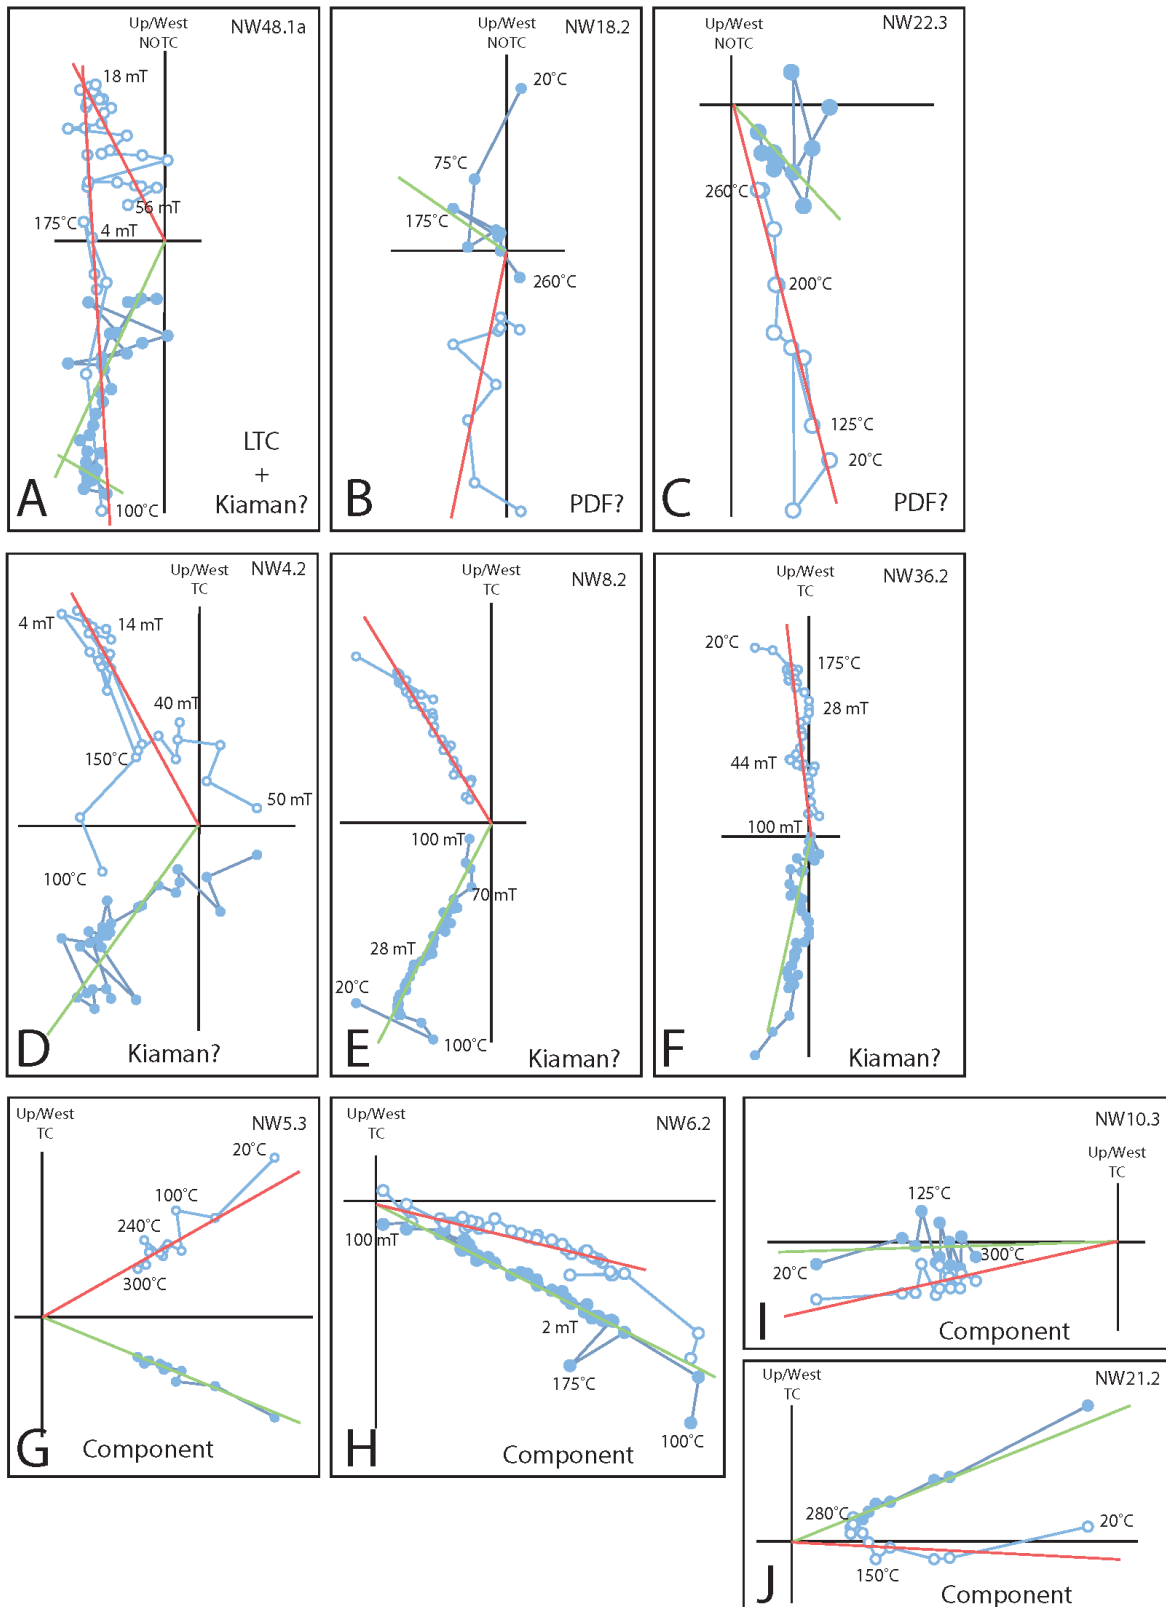 Up/West
NOTC
NW48.1a
18 mT
56 mT
175°C
4 mT
100°C
LTC
+
Kiaman?
A
Up/West
NOTC
NW18.2
20°C
75°C
175°C
260°C
B
PDF?
Up/West
NOTC
NW22.3
260°C
200°C
125°C
20°C
C
PDF?
Up/West
TC
NW4.2
4 mT
14 mT
40 mT
150°C
50 mT
100°C
D
Kiaman?
Up/West
TC
NW8.2
100 mT
70 mT
28 mT
20°C
100°C
E
Kiaman?
Up/West
TC
NW36.2
20°C
175°C
28 mT
44 mT
100 mT
F
Kiaman?
Up/West
TC
NW5.3
20°C
100°C
240°C
300°C
G
Component
Up/West
TC
NW6.2
100 mT
2 mT
175°C
100°C
H
Component
NW10.3
Up/West
TC
125°C
300°C
20°C
I
Component
Up/West
TC
NW21.2
280°C
20°C
150°C
J
Component